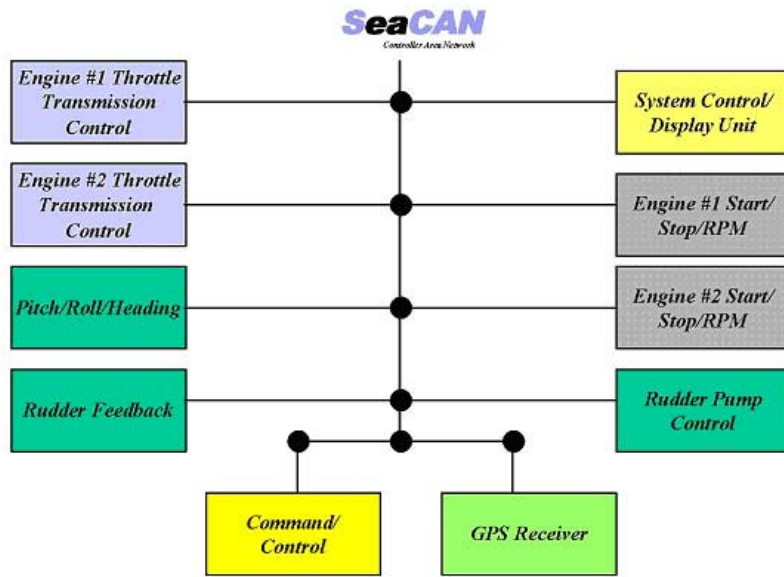 SeaCAN
Controller Area Network
Engine #1 Throttle
Transmission
Control
System Control/
Display Unit
Engine #2 Throttle
Transmission
Control
Engine #1 Start/
Stop/RPM
Pitch/Roll/Heading
Engine #2 Start/
Stop/RPM
Rudder Feedback
Rudder Pump
Control
Command/
Control
GPS Receiver